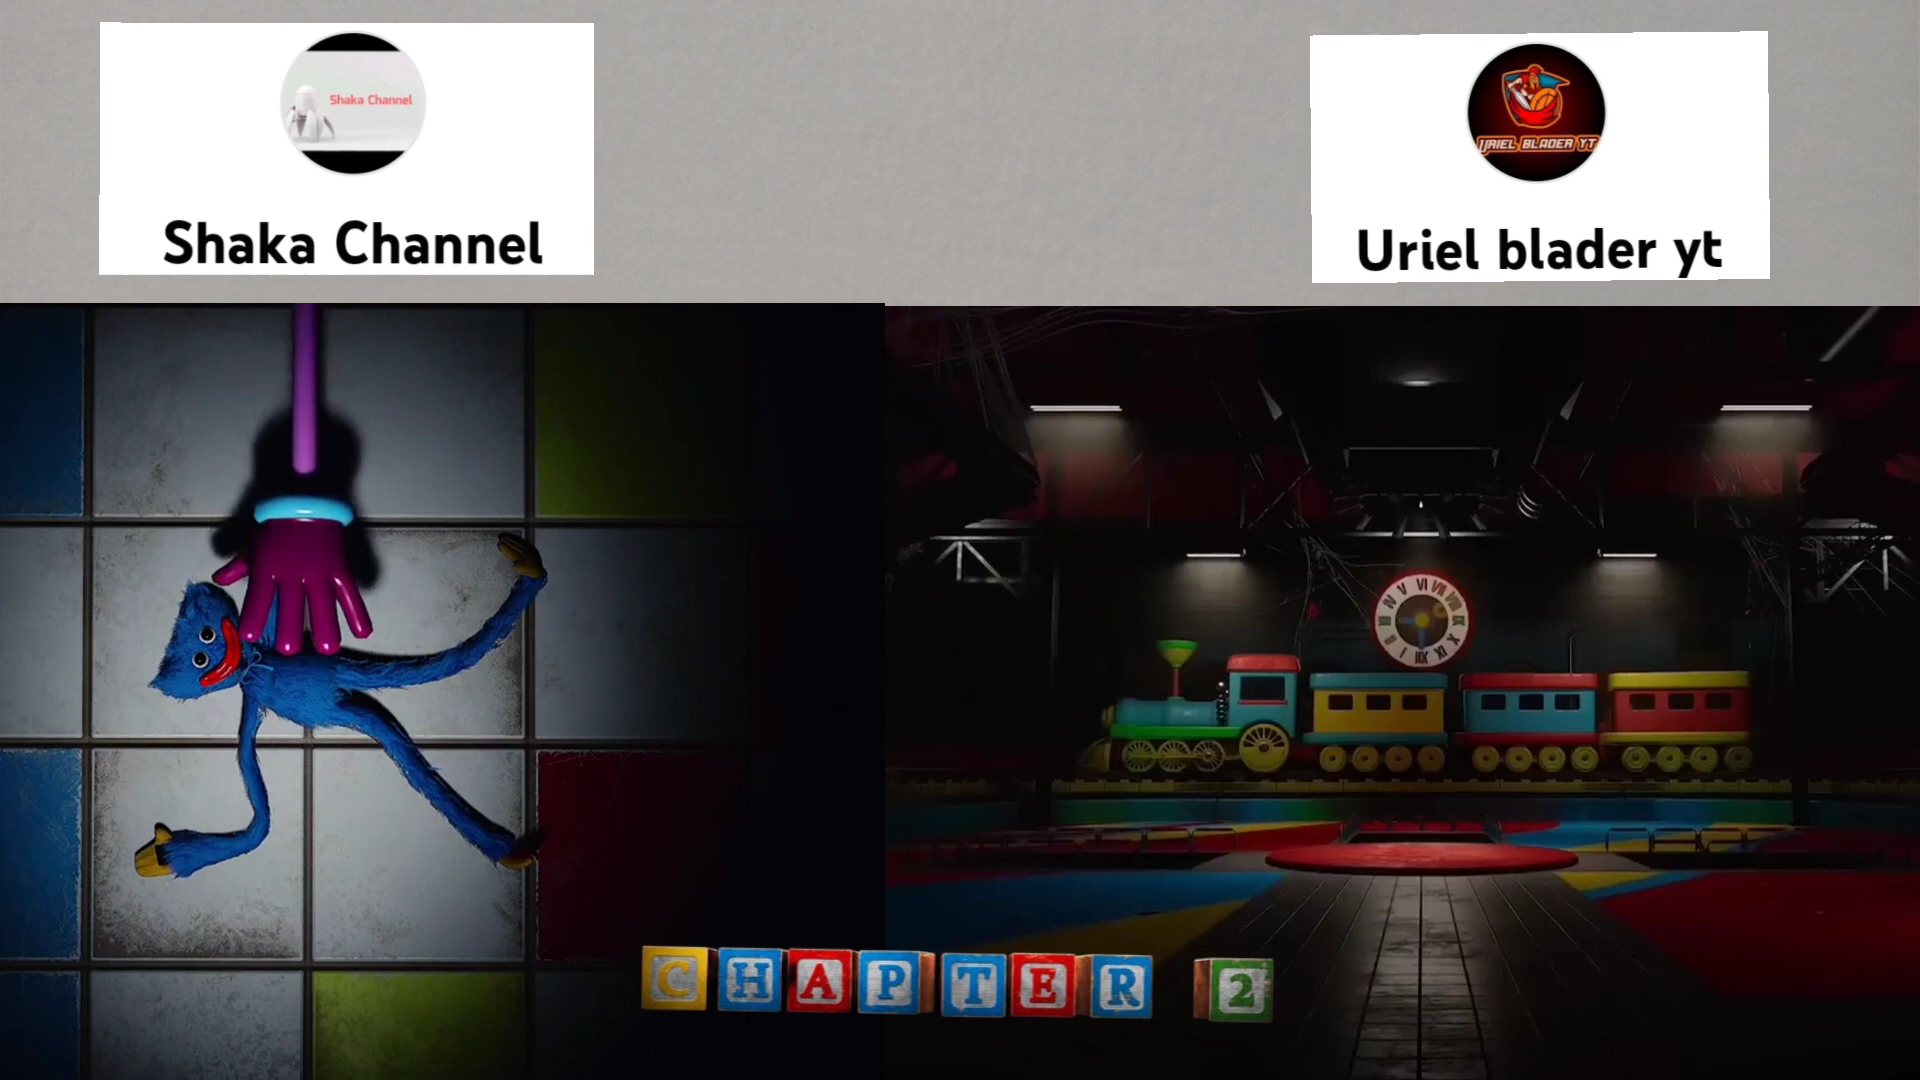 Shaka Channel
Shaka Channel
URIEL BLADER YT
Uriel blader yt
CHAPTER 2